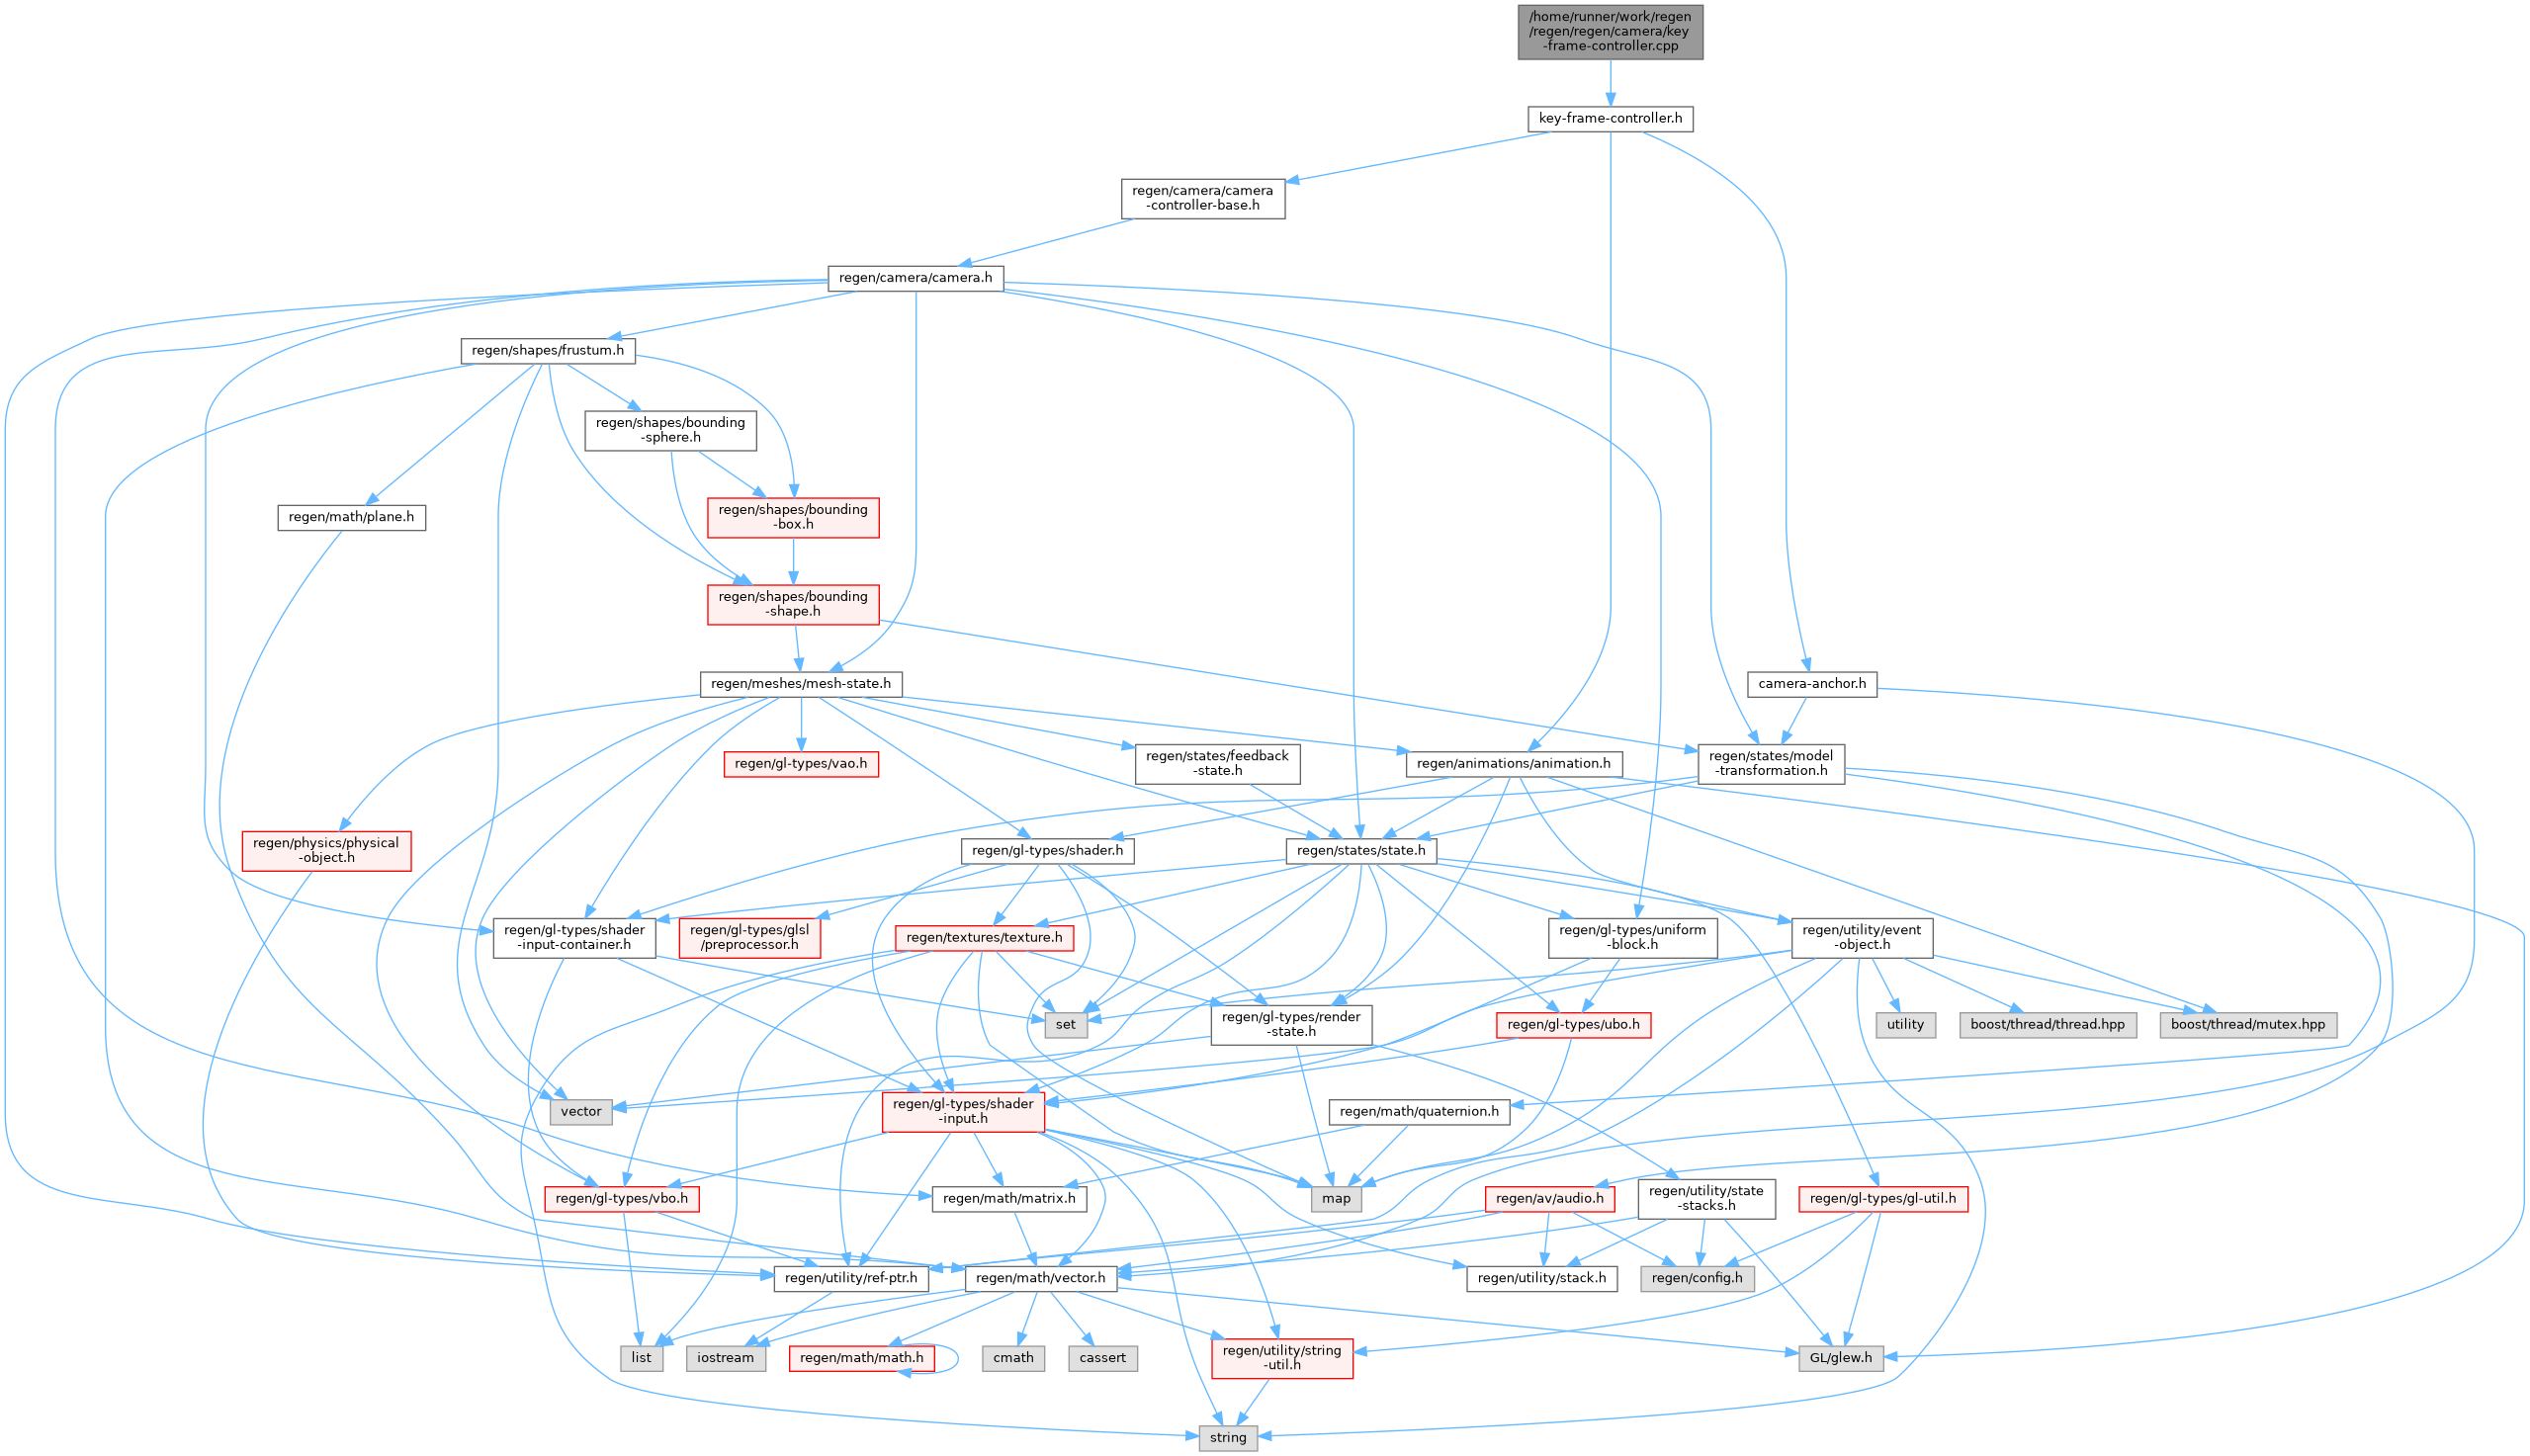 /home/runner/work/regen
/regen/regen/camera/key
-frame-controller.cpp
key-frame-controller.h
regen/camera/camera
-controller-base.h
regen/camera/camera.h
regen/shapes/frustum.h
regen/shapes/bounding
-sphere.h
regen/math/plane.h
regen/shapes/bounding
-box.h
regen/shapes/bounding
-shape.h
regen/meshes/mesh-state.h
camera-anchor.h
regen/gl-types/vao.h
regen/states/feedback
-state.h
regen/animations/animation.h
regen/states/model
-transformation.h
regen/physics/physical
-object.h
regen/gl-types/shader.h
regen/states/state.h
regen/gl-types/shader
-input-container.h
regen/gl-types/glsl
/preprocessor.h
regen/textures/texture.h
regen/gl-types/uniform
-block.h
regen/utility/event
-object.h
set
regen/gl-types/render
-state.h
regen/gl-types/ubo.h
utility
boost/thread/thread.hpp
boost/thread/mutex.hpp
vector
regen/gl-types/shader
-input.h
regen/math/quaternion.h
regen/gl-types/vbo.h
regen/math/matrix.h
map
regen/av/audio.h
regen/utility/state
-stacks.h
regen/gl-types/gl-util.h
regen/utility/ref-ptr.h
regen/math/vector.h
regen/utility/stack.h
regen/config.h
list
iostream
regen/math/math.h
cmath
cassert
regen/utility/string
-util.h
GL/glew.h
string